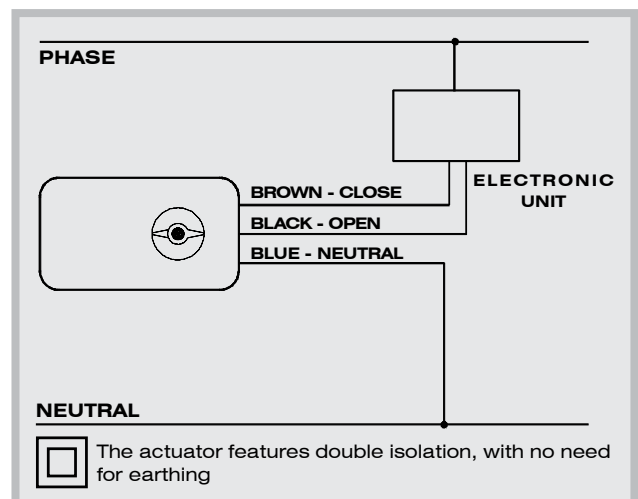 PHASE
ELECTRONIC
UNIT
BROWN - CLOSE
BLACK - OPEN
BLUE - NEUTRAL
NEUTRAL
The actuator features double isolation, with no need
for earthing